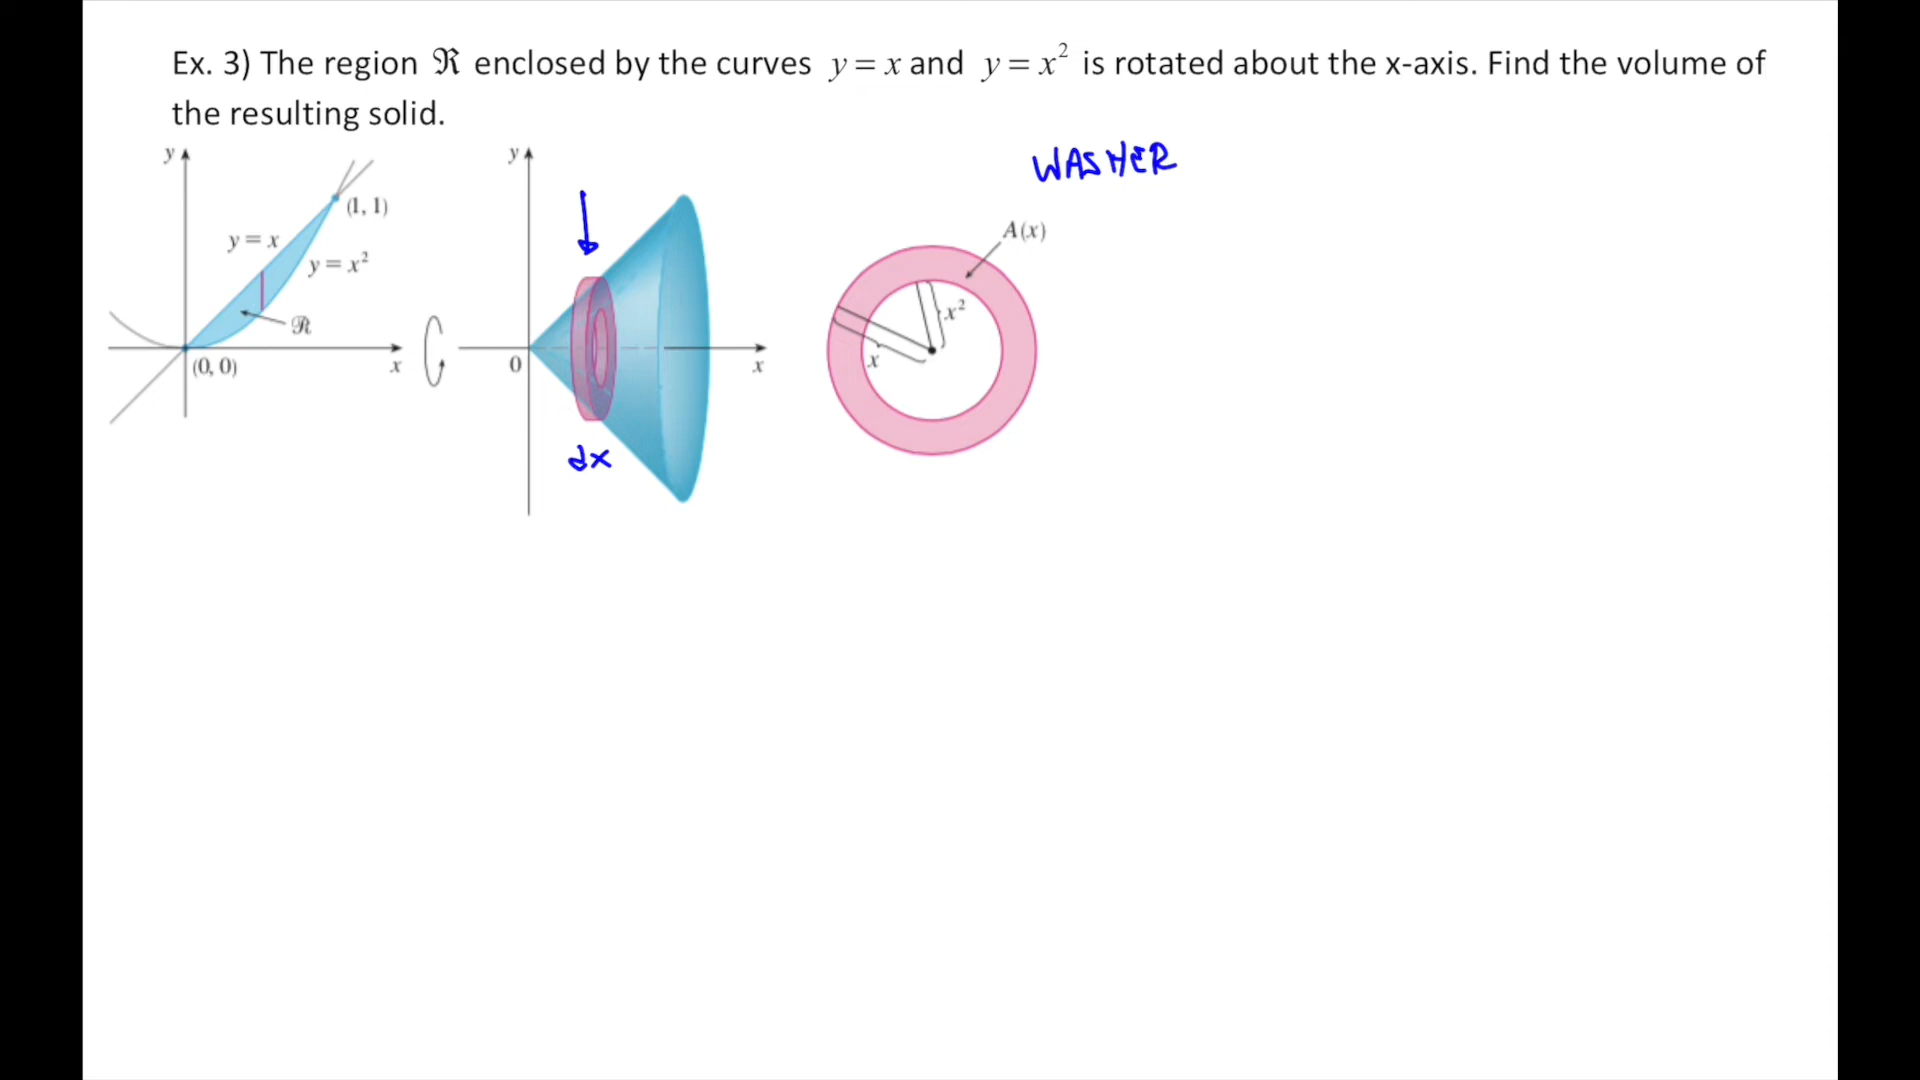 Ex. 3) The region ℜ enclosed by the curves y = x and y = x² is rotated about the x-axis. Find the volume of
the resulting solid.
WASHER
y
(1, 1)
y = x
y = x²
ℜ
(0, 0)
x
y
0
x
dx
A(x)
x²
x